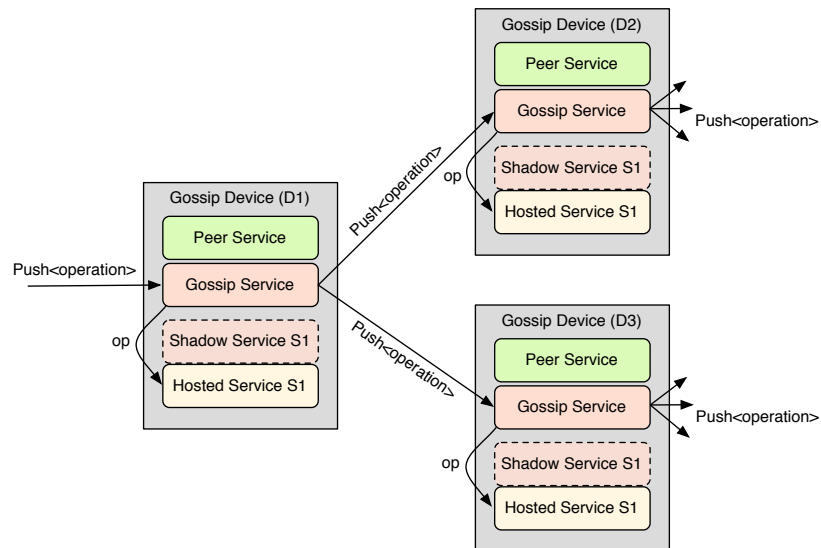 Gossip Device (D2)
Peer Service
Gossip Service
Push<operation>
Push<operation>
op
Shadow Service S1
Hosted Service S1
Gossip Device (D1)
Peer Service
Push<operation>
Gossip Service
op
Shadow Service S1
Hosted Service S1
Push<operation>
Gossip Device (D3)
Peer Service
Gossip Service
Push<operation>
op
Shadow Service S1
Hosted Service S1